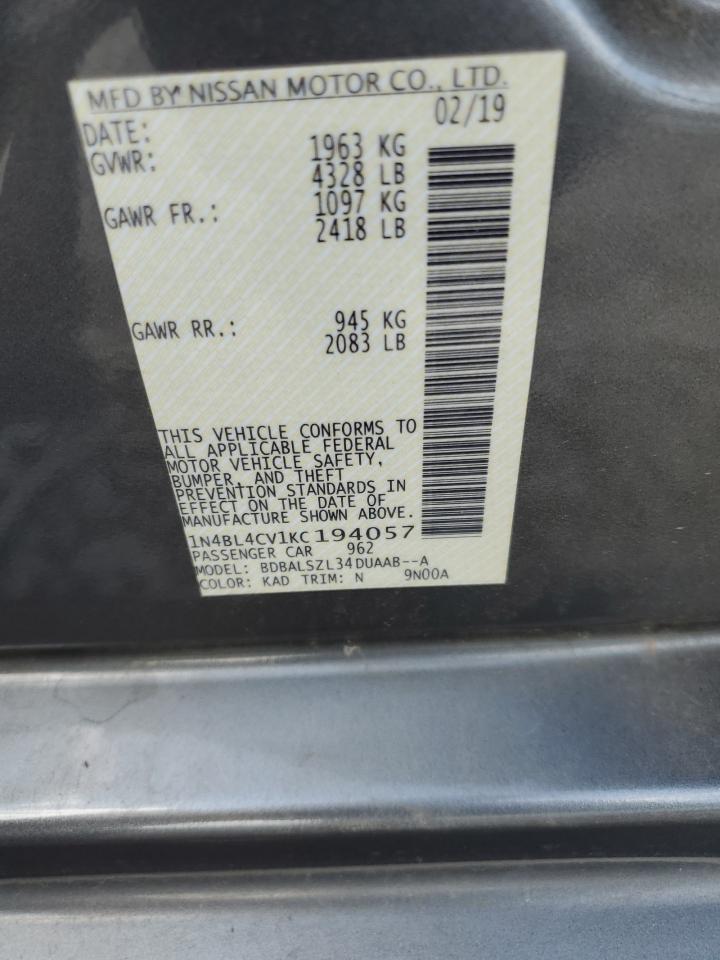 MFD BY NISSAN MOTOR CO., LTD.
DATE: 02/19
GVWR: 1963 KG
4328 LB
GAWR FR.: 1097 KG
2418 LB
GAWR RR.: 945 KG
2083 LB
THIS VEHICLE CONFORMS TO
ALL APPLICABLE FEDERAL
MOTOR VEHICLE SAFETY,
BUMPER, AND THEFT
PREVENTION STANDARDS IN
EFFECT ON THE DATE OF
MANUFACTURE SHOWN ABOVE.
1N4BL4CV1KC194057
PASSENGER CAR 962
MODEL: BDBALSZL34DUAAB--A
COLOR: KAD TRIM: N 9N00A